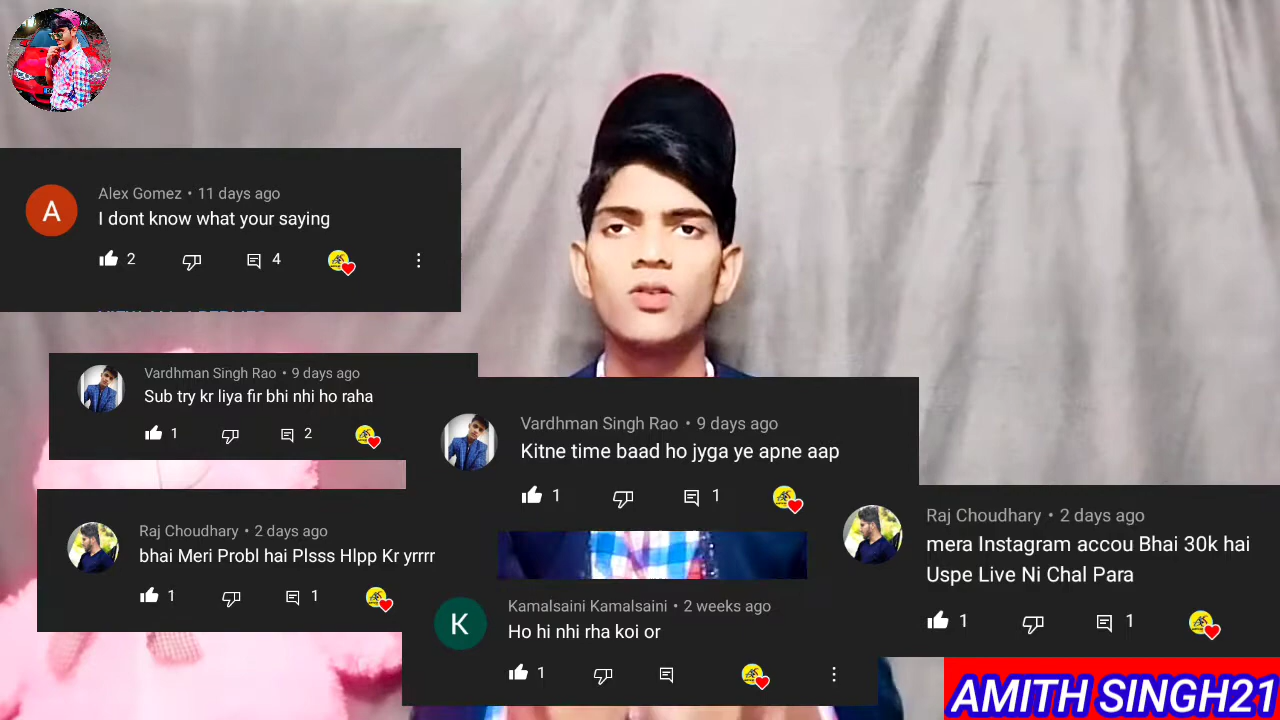 Alex Gomez • 11 days ago
A
I dont know what your saying
2
4
Vardhman Singh Rao • 9 days ago
Sub try kr liya fir bhi nhi ho raha
1
2
Vardhman Singh Rao • 9 days ago
Kitne time baad ho jyga ye apne aap
1
1
Raj Choudhary • 2 days ago
bhai Meri Probl hai Plsss Hlpp Kr yrrrr
1
1
Raj Choudhary • 2 days ago
mera Instagram accou Bhai 30k hai
Uspe Live Ni Chal Para
1
1
Kamalsaini Kamalsaini • 2 weeks ago
K
Ho hi nhi rha koi or
1
AMITH SINGH21